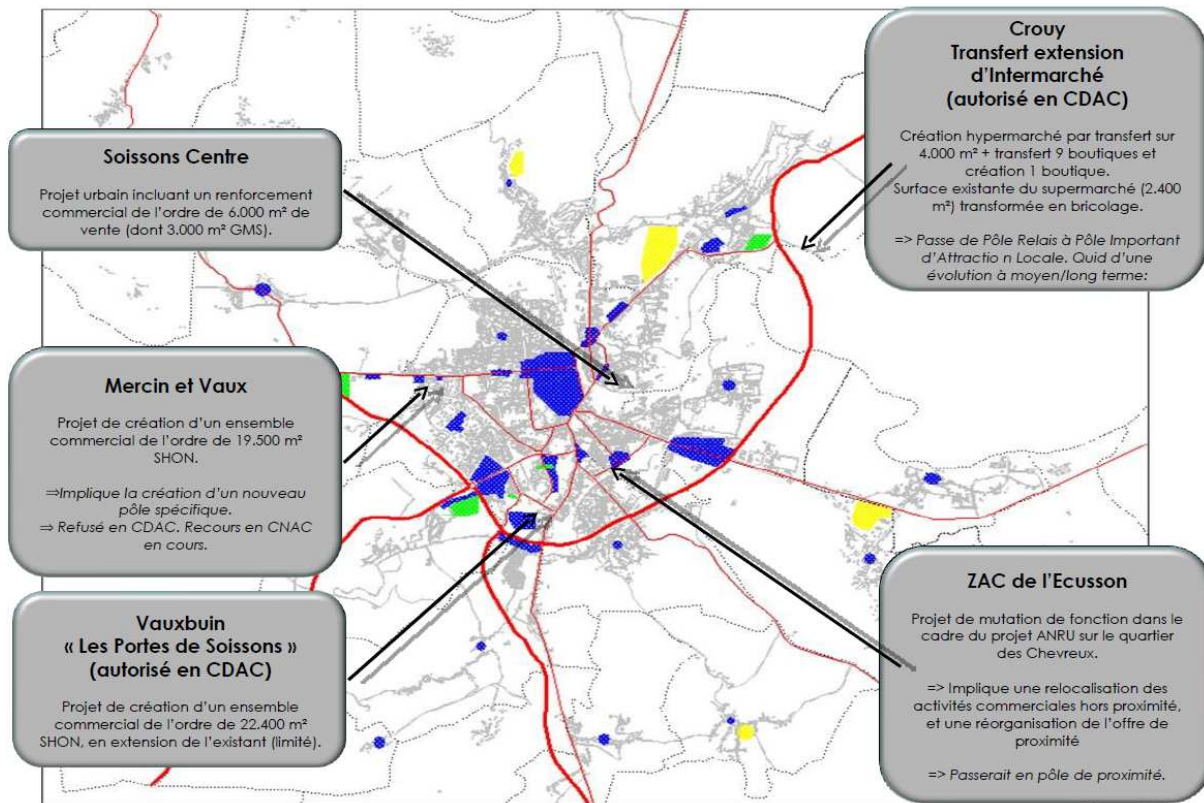 Soissons Centre
Projet urbain incluant un renforcement
commercial de l'ordre de 6.000 m² de
vente (dont 3.000 m² GMS).
Crouy
Transfert extension
d'Intermarché
(autorisé en CDAC)
Création hypermarché par transfert sur
4.000 m² + transfert 9 boutiques et
création 1 boutique.
Surface existante du supermarché (2.400
m²) transformée en bricolage.
=> Passe de Pôle Relais à Pôle Important
d'Attractio n Locale. Quid d'une
évolution à moyen/long terme:
Mercin et Vaux
Projet de création d'un ensemble
commercial de l'ordre de 19.500 m²
SHON.
⇒Implique la création d'un nouveau
pôle spécifique.
⇒ Refusé en CDAC. Recours en CNAC
en cours.
Vauxbuin
« Les Portes de Soissons »
(autorisé en CDAC)
Projet de création d'un ensemble
commercial de l'ordre de 22.400 m²
SHON, en extension de l'existant (limité).
ZAC de l'Ecusson
Projet de mutation de fonction dans le
cadre du projet ANRU sur le quartier
des Chevreux.
=> Implique une relocalisation des
activités commerciales hors proximité,
et une réorganisation de l'offre de
proximité
=> Passerait en pôle de proximité.